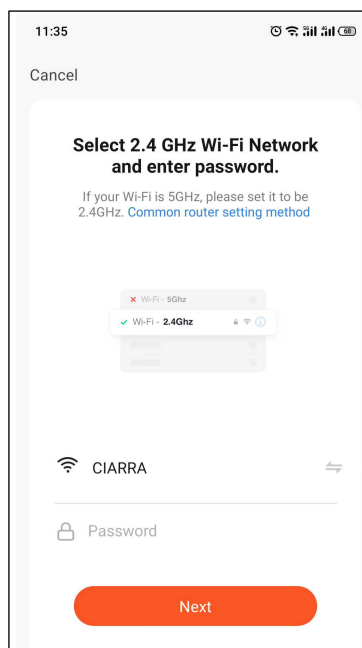 11:35
68
Cancel
Select 2.4 GHz Wi-Fi Network
and enter password.
If your Wi-Fi is 5GHz, please set it to be
2.4GHz. Common router setting method
Wi-Fi - 5Ghz
Wi-Fi - 2.4Ghz
CIARRA
Password
Next